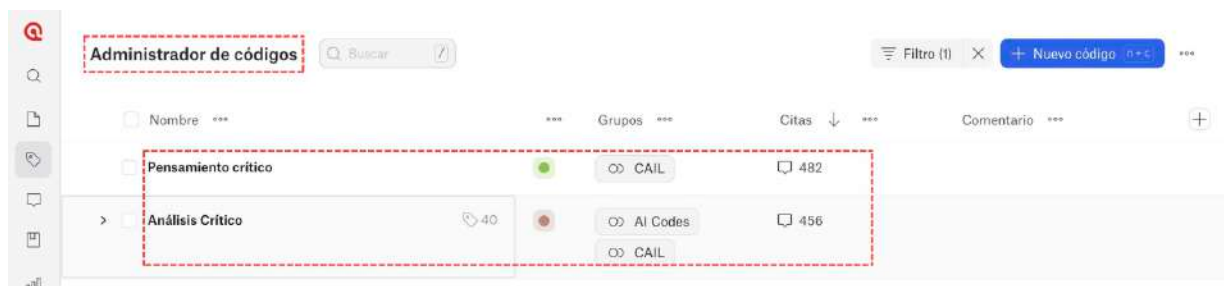 Administrador de códigos Buscar / Filtro (1) Nuevo código n+c
Nombre Grupos Citas Comentario
Pensamiento crítico CAIL 482
Análisis Crítico 40 AI Codes 456
CAIL